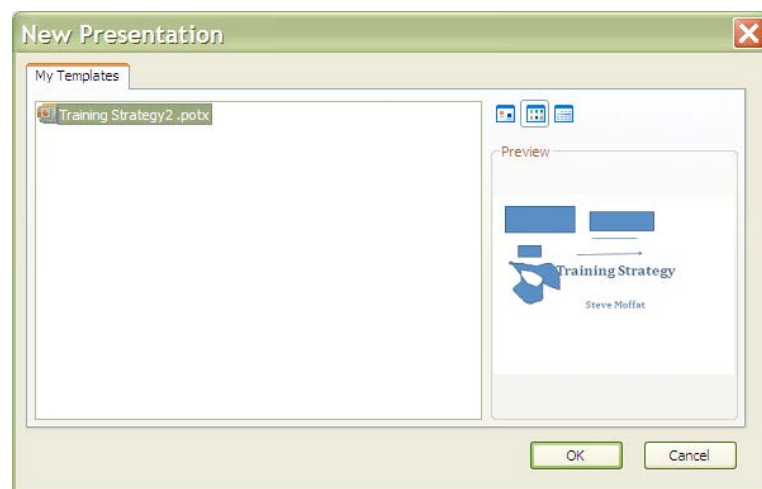 New Presentation
My Templates
Training Strategy2 .potx
Preview
Training Strategy
Steve Moffat
OK
Cancel